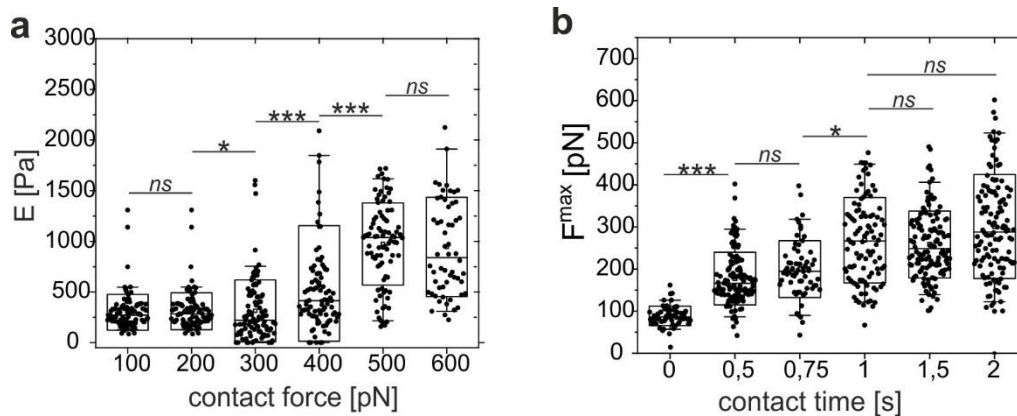 a
3000
2500
2000
1500
1000
500
0
E [Pa]
ns
*
***
***
ns
100 200 300 400 500 600
contact force [pN]
b
700
600
500
400
300
200
100
0
Fmax [pN]
***
ns
*
ns
ns
0 0,5 0,75 1 1,5 2
contact time [s]